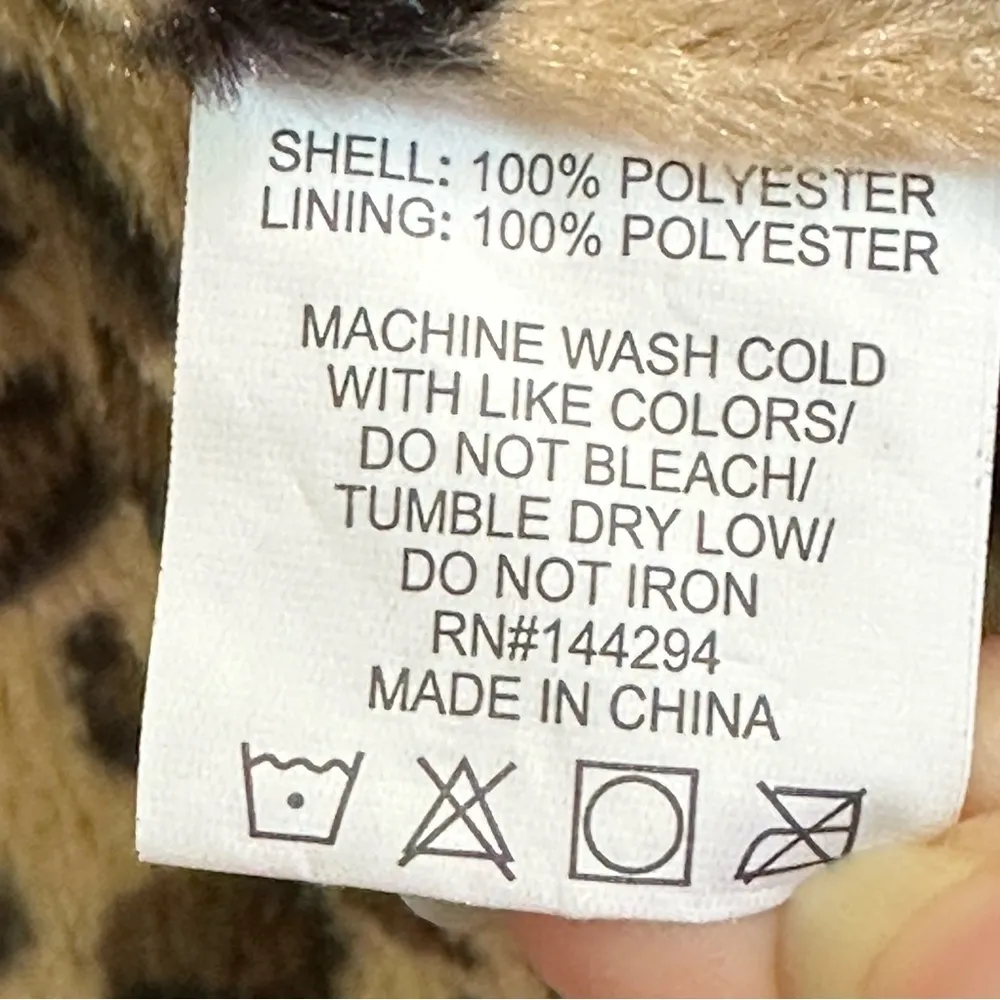 SHELL: 100% POLYESTER
LINING: 100% POLYESTER
MACHINE WASH COLD
WITH LIKE COLORS/
DO NOT BLEACH/
TUMBLE DRY LOW/
DO NOT IRON
RN#144294
MADE IN CHINA